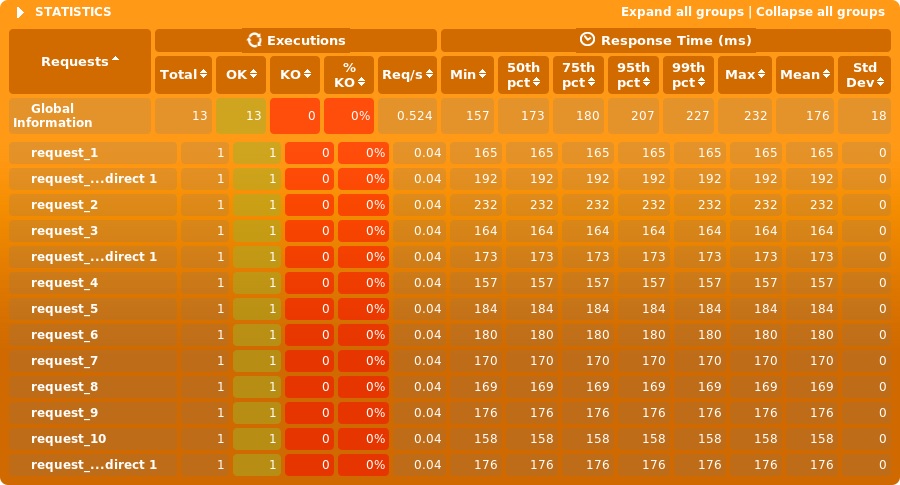 STATISTICS Expand all groups | Collapse all groups
Requests Executions Response Time (ms)
Total OK KO % KO Req/s Min 50th pct 75th pct 95th pct 99th pct Max Mean Std Dev
Global Information 13 13 0 0% 0.524 157 173 180 207 227 232 176 18
request_1 1 1 0 0% 0.04 165 165 165 165 165 165 165 0
request_...direct 1 1 1 0 0% 0.04 192 192 192 192 192 192 192 0
request_2 1 1 0 0% 0.04 232 232 232 232 232 232 232 0
request_3 1 1 0 0% 0.04 164 164 164 164 164 164 164 0
request_...direct 1 1 1 0 0% 0.04 173 173 173 173 173 173 173 0
request_4 1 1 0 0% 0.04 157 157 157 157 157 157 157 0
request_5 1 1 0 0% 0.04 184 184 184 184 184 184 184 0
request_6 1 1 0 0% 0.04 180 180 180 180 180 180 180 0
request_7 1 1 0 0% 0.04 170 170 170 170 170 170 170 0
request_8 1 1 0 0% 0.04 169 169 169 169 169 169 169 0
request_9 1 1 0 0% 0.04 176 176 176 176 176 176 176 0
request_10 1 1 0 0% 0.04 158 158 158 158 158 158 158 0
request_...direct 1 1 1 0 0% 0.04 176 176 176 176 176 176 176 0